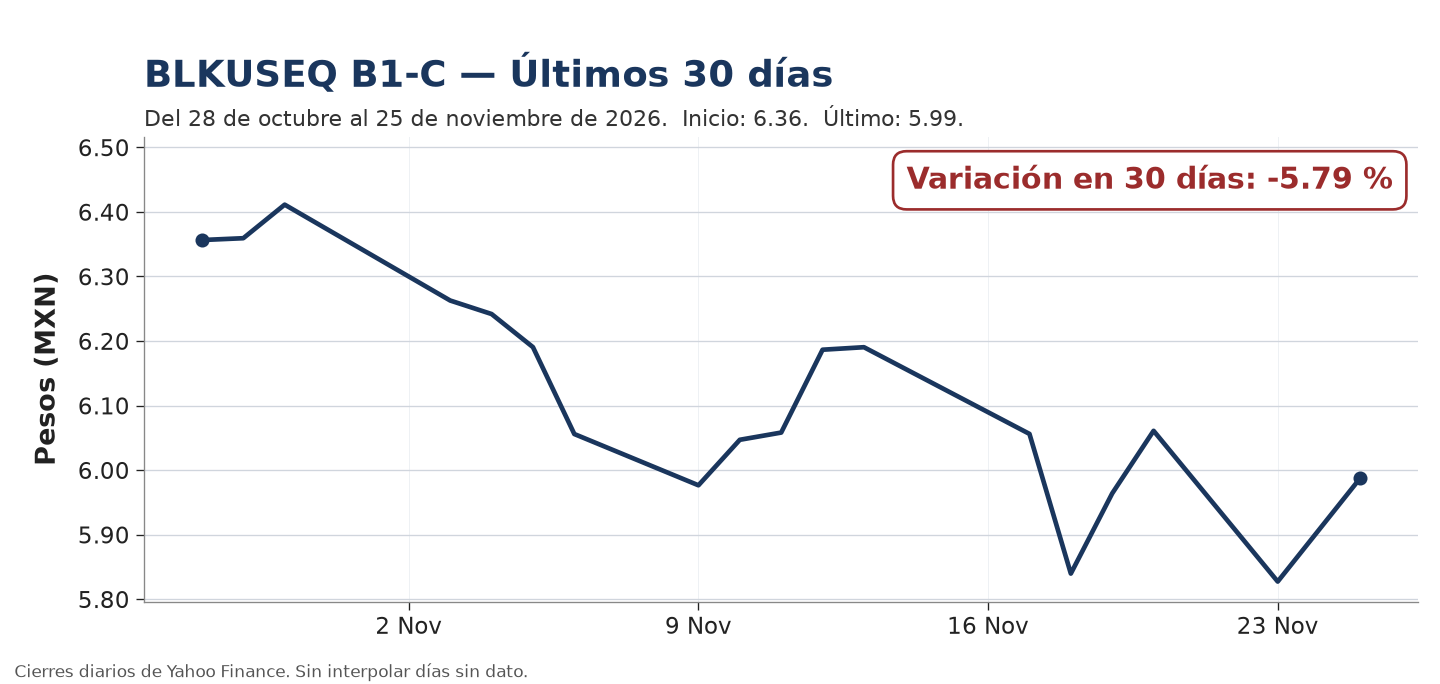 BLKUSEQ B1-C — Últimos 30 días
Del 28 de octubre al 25 de noviembre de 2026.  Inicio: 6.36.  Último: 5.99.
Variación en 30 días: -5.79 %
Pesos (MXN)
6.50
6.40
6.30
6.20
6.10
6.00
5.90
5.80
2 Nov
9 Nov
16 Nov
23 Nov
Cierres diarios de Yahoo Finance. Sin interpolar días sin dato.